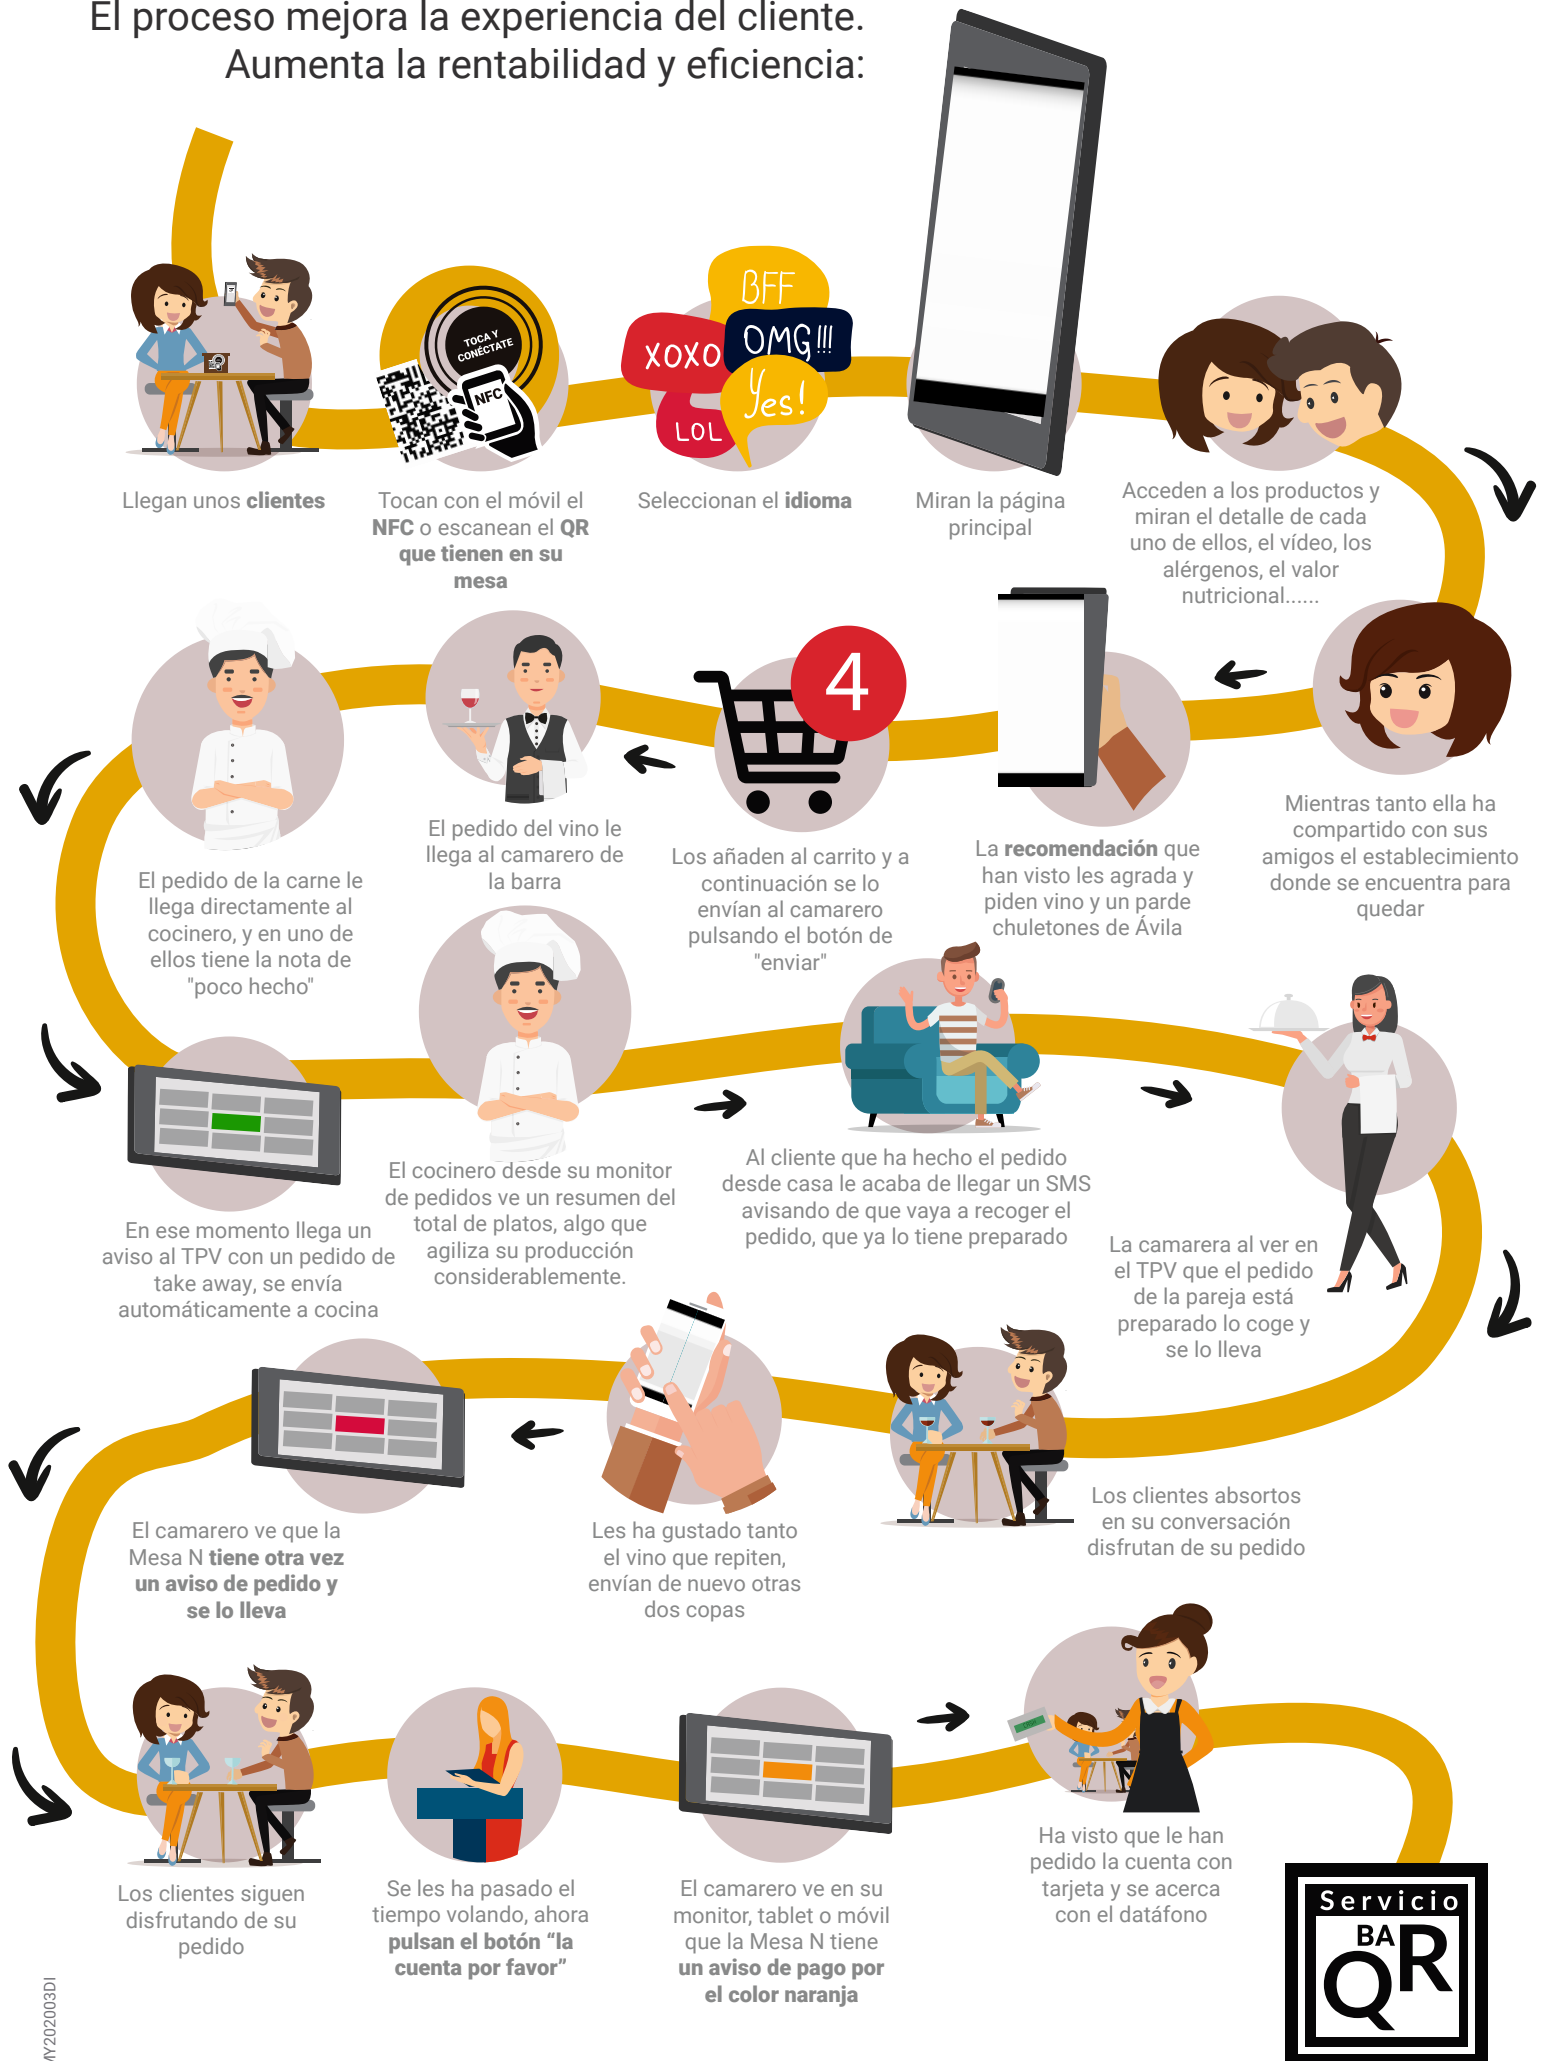 El proceso mejora la experiencia del cliente.
Aumenta la rentabilidad y eficiencia:
TOCA Y
CONÉCTATE
NFC
BFF
XOXO
OMG!!!
Yes!
LOL
Llegan unos clientes
Tocan con el móvil el
NFC o escanean el QR
que tienen en su
mesa
Seleccionan el idioma
Miran la página
principal
Acceden a los productos y
miran el detalle de cada
uno de ellos, el vídeo, los
alérgenos, el valor
nutricional......
Mientras tanto ella ha
compartido con sus
amigos el establecimiento
donde se encuentra para
quedar
La recomendación que
han visto les agrada y
piden vino y un parde
chuletones de Ávila
4
Los añaden al carrito y a
continuación se lo
envían al camarero
pulsando el botón de
"enviar"
El pedido del vino le
llega al camarero de
la barra
El pedido de la carne le
llega directamente al
cocinero, y en uno de
ellos tiene la nota de
"poco hecho"
En ese momento llega un
aviso al TPV con un pedido de
take away, se envía
automáticamente a cocina
El cocinero desde su monitor
de pedidos ve un resumen del
total de platos, algo que
agiliza su producción
considerablemente.
Al cliente que ha hecho el pedido
desde casa le acaba de llegar un SMS
avisando de que vaya a recoger el
pedido, que ya lo tiene preparado
La camarera al ver en
el TPV que el pedido
de la pareja está
preparado lo coge y
se lo lleva
Los clientes absortos
en su conversación
disfrutan de su pedido
Les ha gustado tanto
el vino que repiten,
envían de nuevo otras
dos copas
El camarero ve que la
Mesa N tiene otra vez
un aviso de pedido y
se lo lleva
Los clientes siguen
disfrutando de su
pedido
Se les ha pasado el
tiempo volando, ahora
pulsan el botón “la
cuenta por favor”
El camarero ve en su
monitor, tablet o móvil
que la Mesa N tiene
un aviso de pago por
el color naranja
Ha visto que le han
pedido la cuenta con
tarjeta y se acerca
con el datáfono
Servicio
BA
QR
MY202003DI